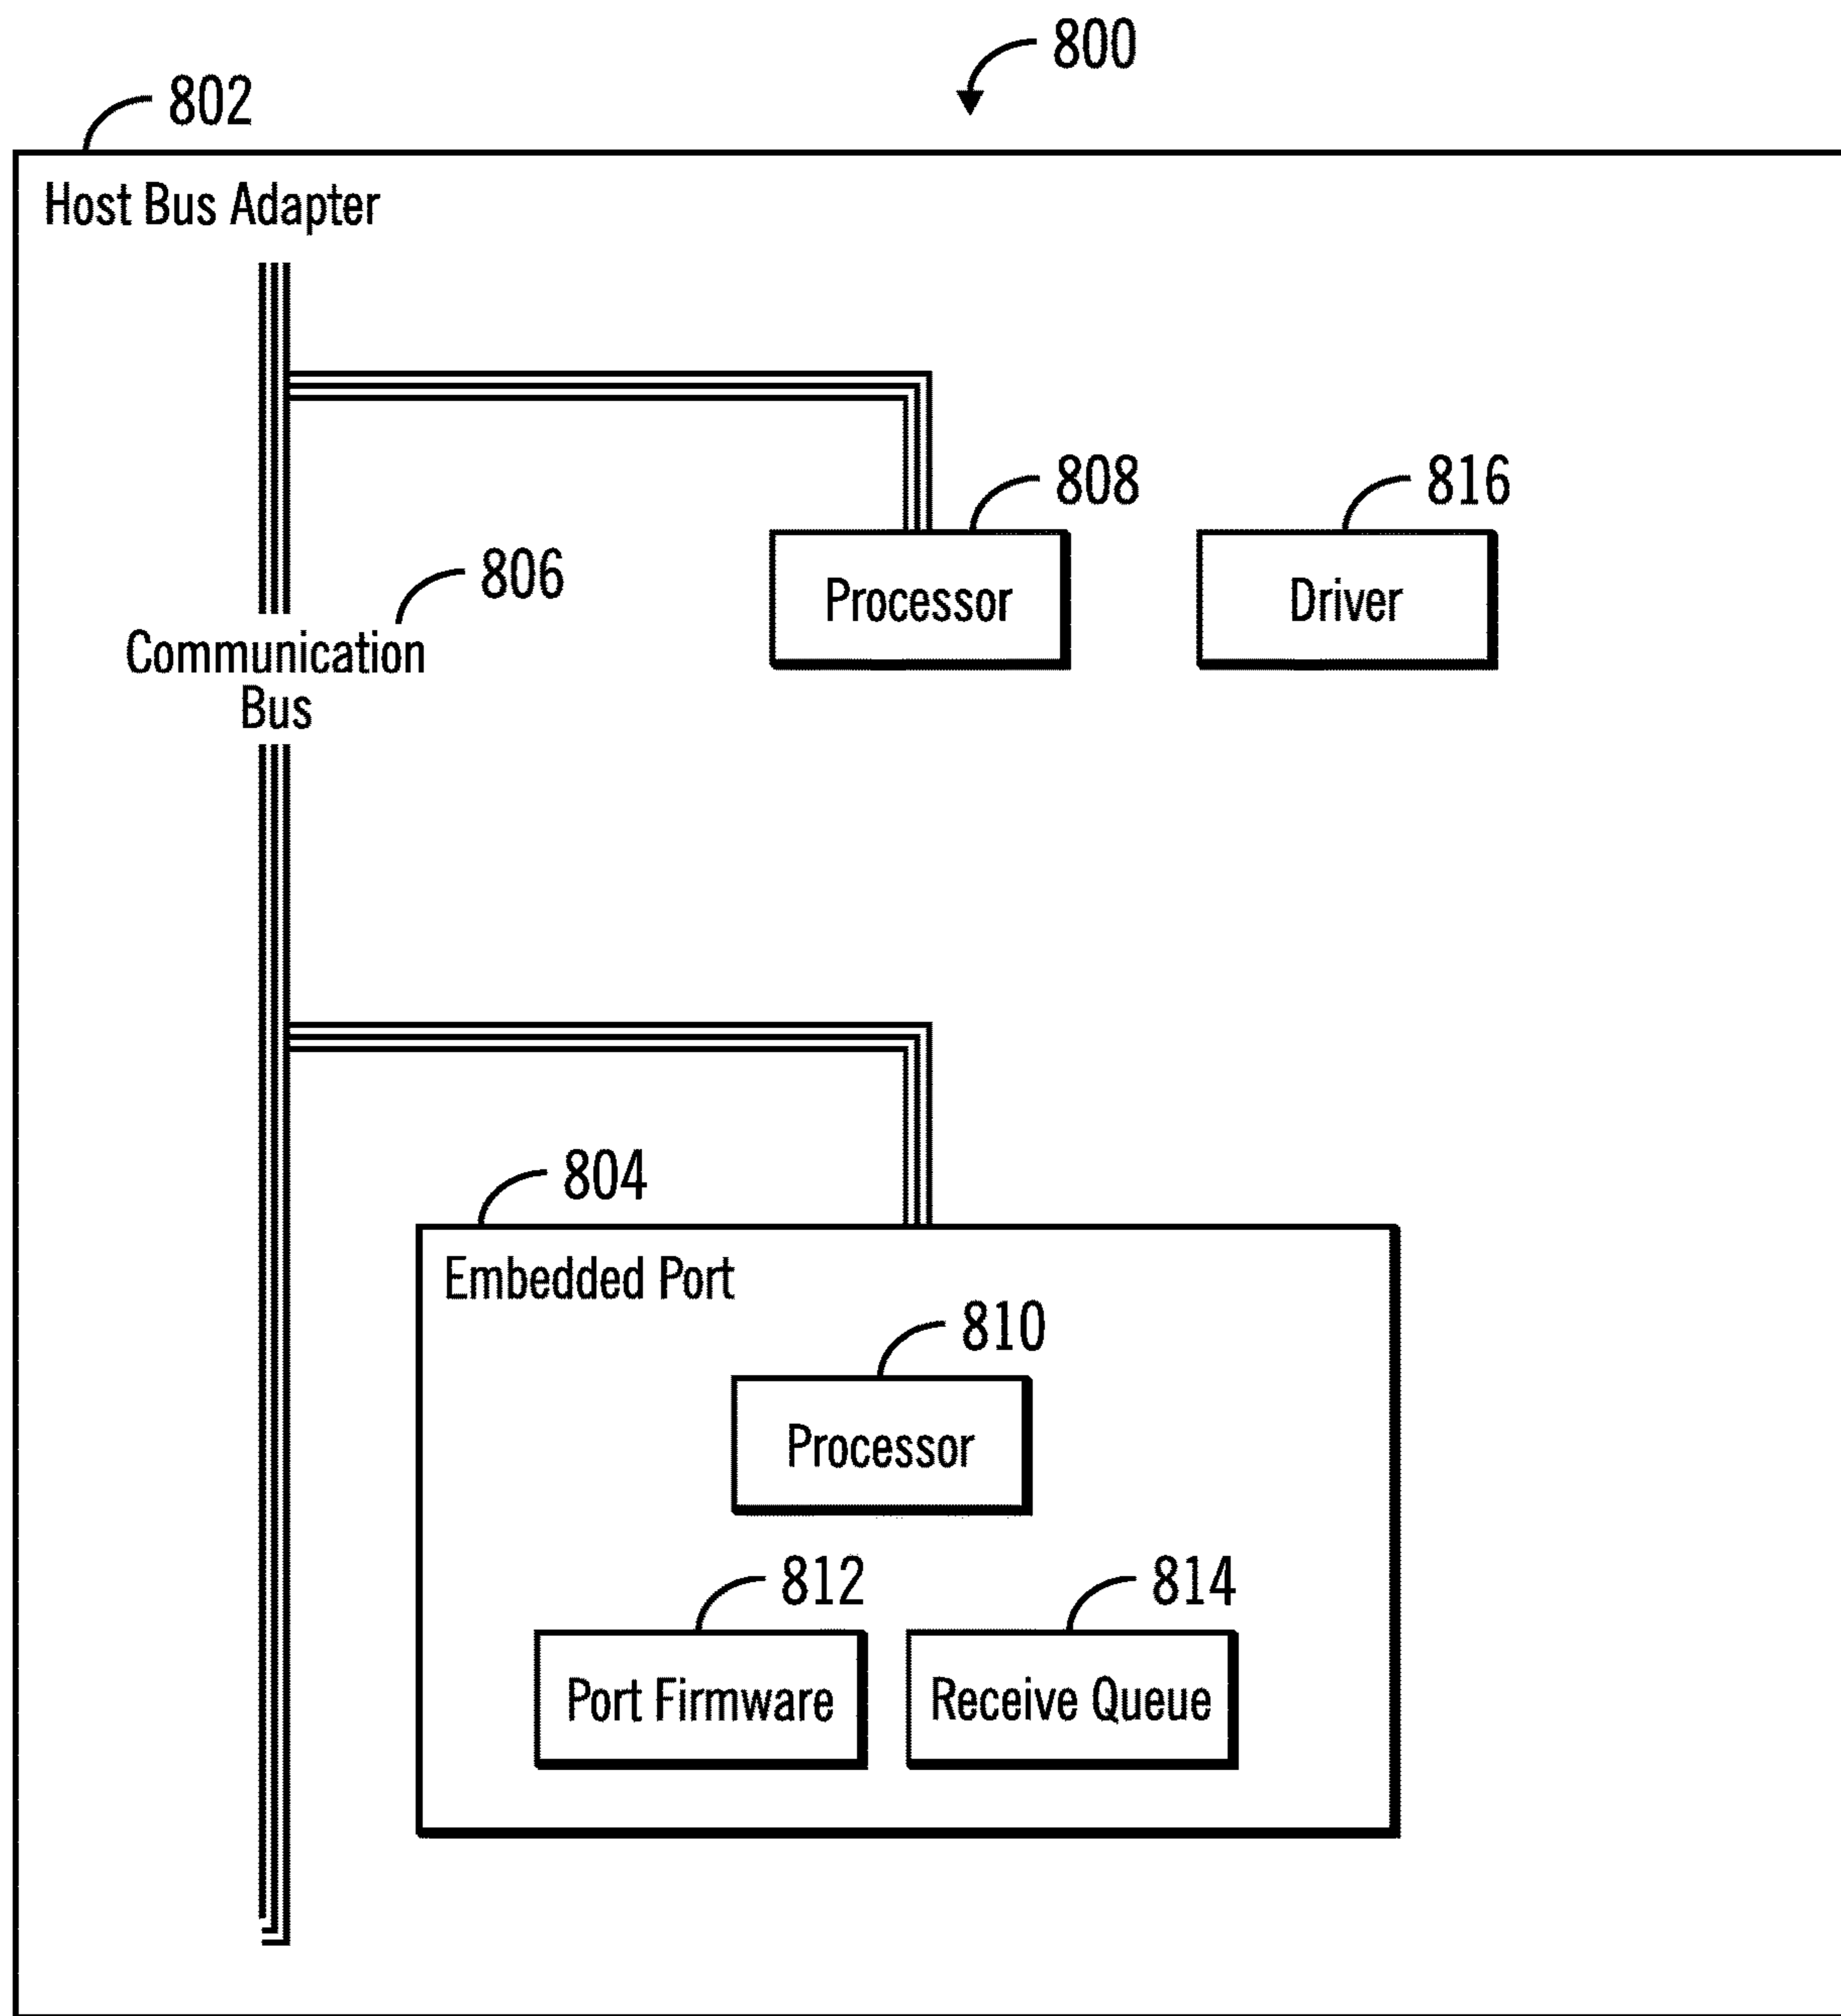 800
802
Host Bus Adapter
808
816
806
Processor
Driver
Communication
Bus
804
Embedded Port
810
Processor
812
814
Port Firmware
Receive Queue